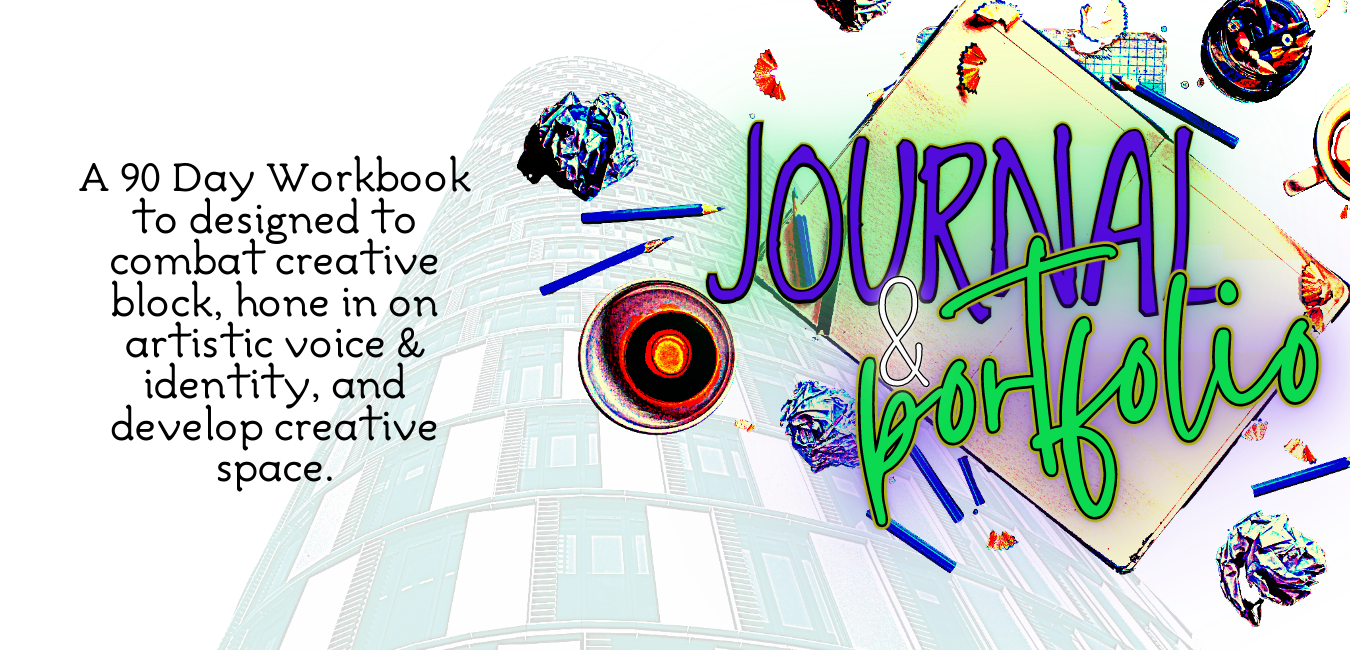 A 90 Day Workbook
to designed to
combat creative
block, hone in on
artistic voice &
identity, and
develop creative
space.
JOURNAL
&
portfolio